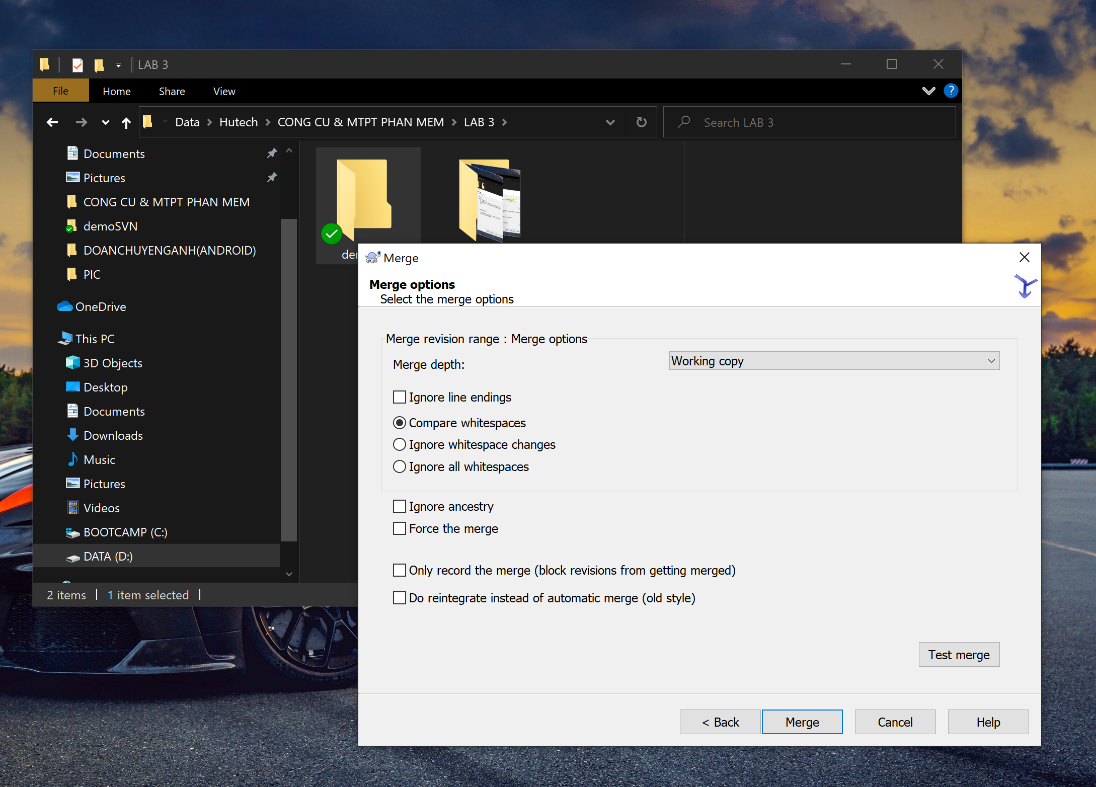 LAB 3
File Home Share View
Data > Hutech > CONG CU & MTPT PHAN MEM > LAB 3 >
Search LAB 3
Documents
Pictures
CONG CU & MTPT PHAN MEM
demoSVN
DOANCHUYENGANH(ANDROID)
PIC
OneDrive
This PC
3D Objects
Desktop
Documents
Downloads
Music
Pictures
Videos
BOOTCAMP (C:)
DATA (D:)
2 items | 1 item selected |
Merge
Merge options
Select the merge options
Merge revision range : Merge options
Merge depth: Working copy
Ignore line endings
Compare whitespaces
Ignore whitespace changes
Ignore all whitespaces
Ignore ancestry
Force the merge
Only record the merge (block revisions from getting merged)
Do reintegrate instead of automatic merge (old style)
Test merge
< Back Merge Cancel Help